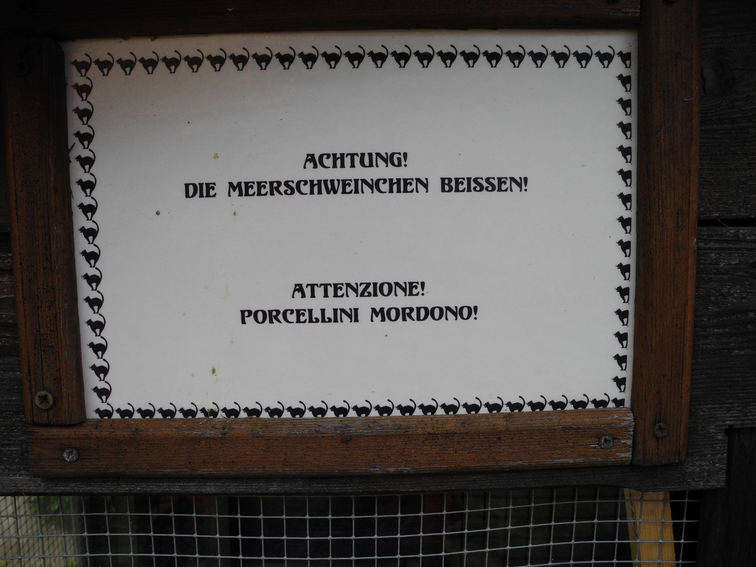 ACHTUNG!
DIE MEERSCHWEINCHEN BEISSEN!
ATTENZIONE!
PORCELLINI MORDONO!